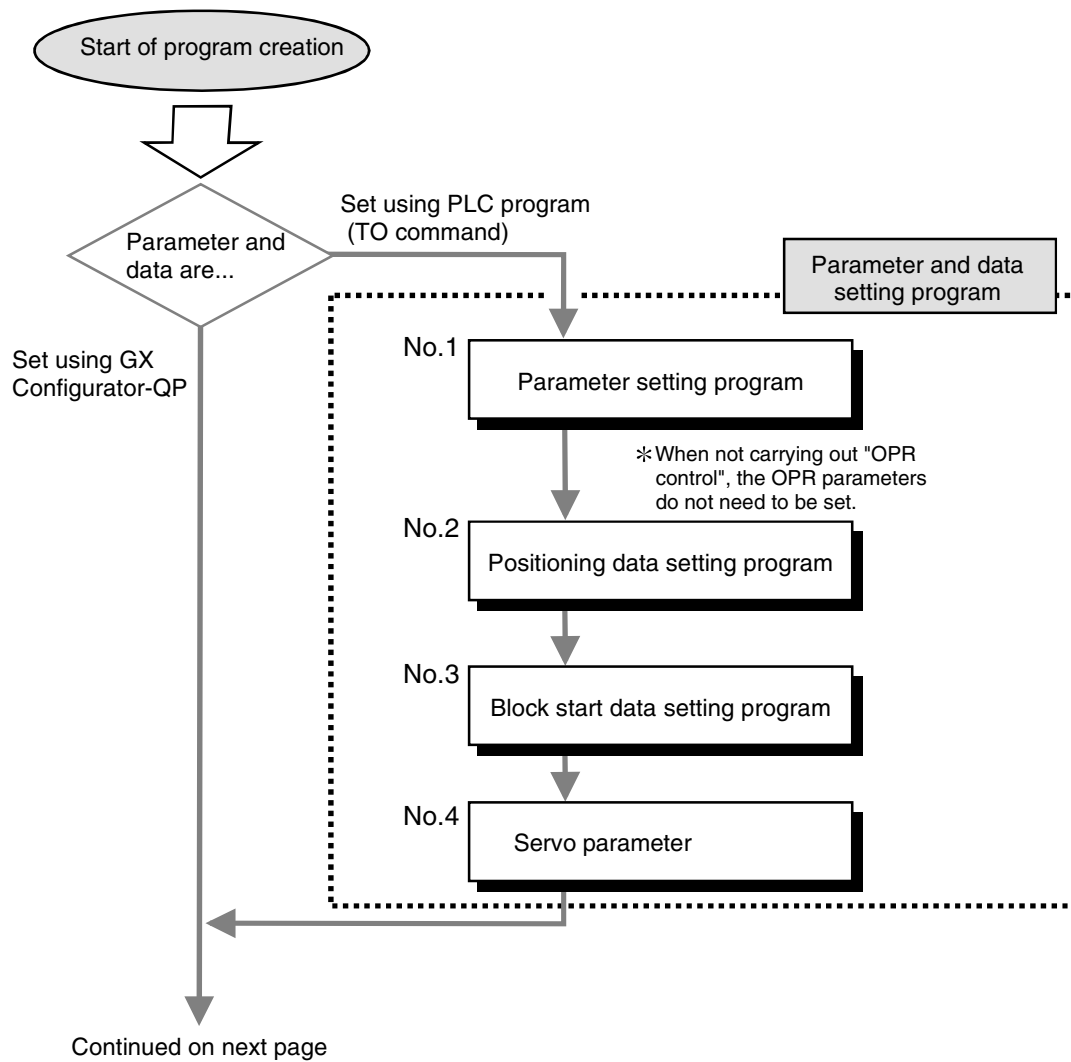 Start of program creation
Set using PLC program
(TO command)
Parameter and
data are...
Parameter and data
setting program
Set using GX
Configurator-QP
No.1
Parameter setting program
*When not carrying out "OPR
control", the OPR parameters
do not need to be set.
No.2
Positioning data setting program
No.3
Block start data setting program
No.4
Servo parameter
Continued on next page